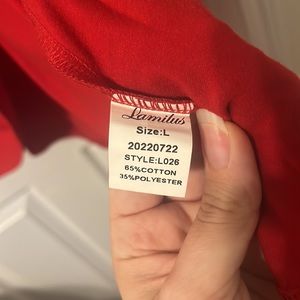 Lamilus
Size:L
20220722
STYLE:L026
65%COTTON
35%POLYESTER